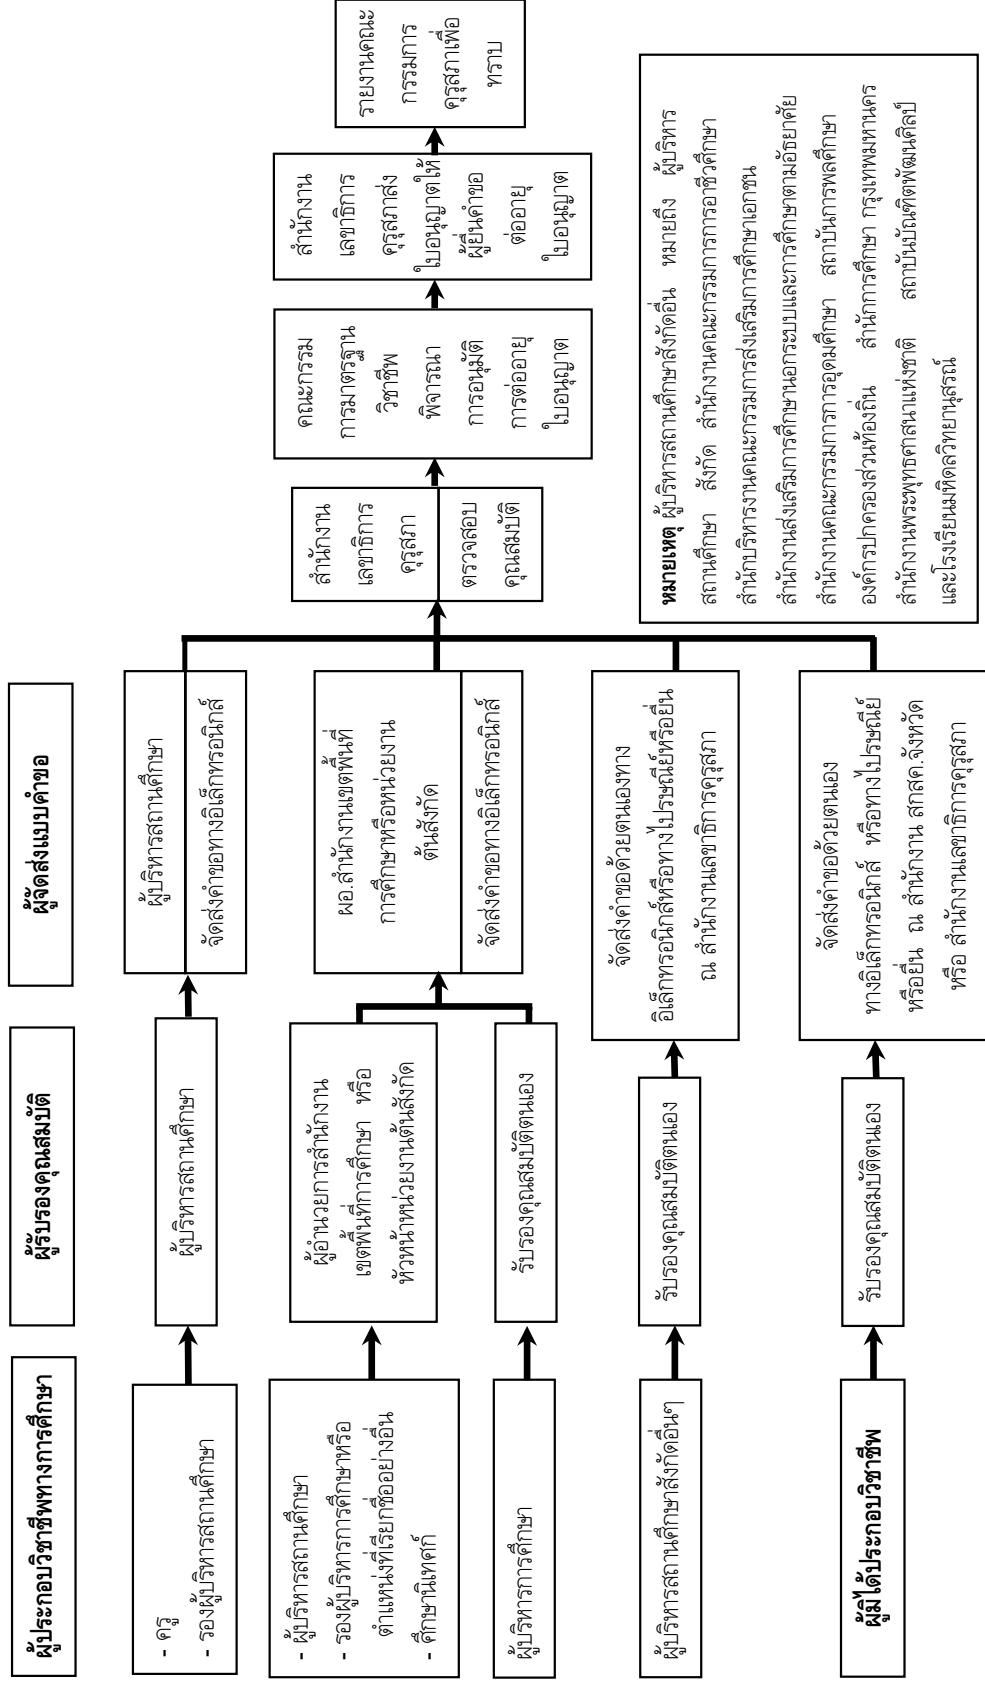 ผู้ประกอบวิชาชีพทางการศึกษา
ผู้รับรองคุณสมบัติ
ผู้จัดส่งแบบคำขอ
- ครู
- รองผู้บริหารสถานศึกษา
ผู้บริหารสถานศึกษา
ผู้บริหารสถานศึกษา
จัดส่งคำขอทางอิเล็กทรอนิกส์
- ผู้บริหารสถานศึกษา
- รองผู้บริหารการศึกษาหรือ
ตำแหน่งที่เรียกชื่ออย่างอื่น
- ศึกษานิเทศก์
ผู้อำนวยการสำนักงาน
เขตพื้นที่การศึกษา หรือ
หัวหน้าหน่วยงานต้นสังกัด
ผอ.สำนักงานเขตพื้นที่
การศึกษาหรือหน่วยงาน
ต้นสังกัด
จัดส่งคำขอทางอิเล็กทรอนิกส์
ผู้บริหารการศึกษา
รับรองคุณสมบัติตนเอง
ผู้บริหารสถานศึกษาสังกัดอื่นๆ
รับรองคุณสมบัติตนเอง
จัดส่งคำขอด้วยตนเองทาง
อิเล็กทรอนิกส์หรือทางไปรษณีย์หรือยื่น
ณ สำนักงานเลขาธิการคุรุสภา
ผู้มิได้ประกอบวิชาชีพ
รับรองคุณสมบัติตนเอง
จัดส่งคำขอด้วยตนเอง
ทางอิเล็กทรอนิกส์ หรือทางไปรษณีย์
หรือยื่น ณ สำนักงาน สกสค.จังหวัด
หรือ สำนักงานเลขาธิการคุรุสภา
สำนักงาน
เลขาธิการ
คุรุสภา
ตรวจสอบ
คุณสมบัติ
คณะกรรม
การมาตรฐาน
วิชาชีพ
พิจารณา
การอนุมัติ
การต่ออายุ
ใบอนุญาต
สำนักงาน
เลขาธิการ
คุรุสภาส่ง
ใบอนุญาตให้
ผู้ยื่นคำขอ
ต่ออายุ
ใบอนุญาต
รายงานคณะ
กรรมการ
คุรุสภาเพื่อ
ทราบ
หมายเหตุ ผู้บริหารสถานศึกษาสังกัดอื่น หมายถึง ผู้บริหาร
สถานศึกษา สังกัด สำนักงานคณะกรรมการการอาชีวศึกษา
สำนักบริหารงานคณะกรรมการส่งเสริมการศึกษาเอกชน
สำนักงานส่งเสริมการศึกษานอกระบบและการศึกษาตามอัธยาศัย
สำนักงานคณะกรรมการการอุดมศึกษา สถาบันการพลศึกษา
องค์กรปกครองส่วนท้องถิ่น สำนักการศึกษา กรุงเทพมหานคร
สำนักงานพระพุทธศาสนาแห่งชาติ สถาบันบัณฑิตพัฒนศิลป์
และโรงเรียนมหิดลวิทยานุสรณ์